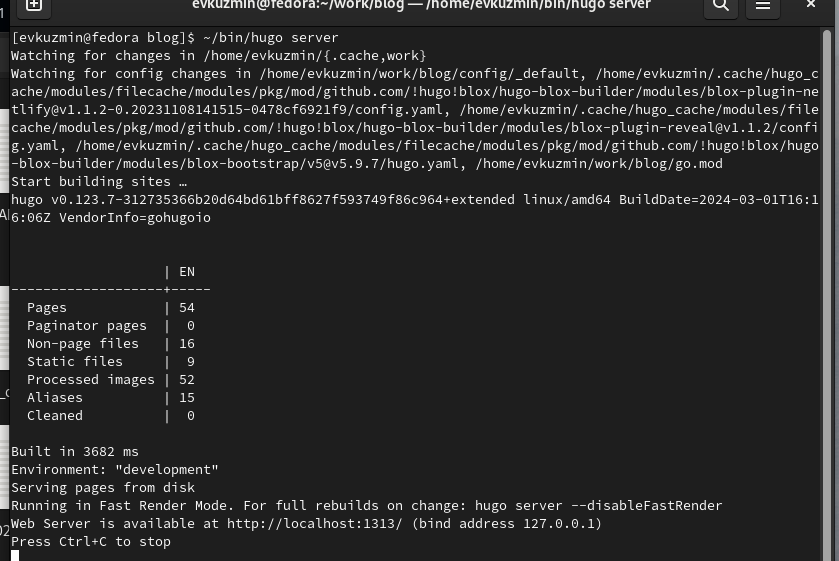 evkuzmin@fedora:~/work/blog — /home/evkuzmin/bin/hugo server
[evkuzmin@fedora blog]$ ~/bin/hugo server
Watching for changes in /home/evkuzmin/{.cache,work}
Watching for config changes in /home/evkuzmin/work/blog/config/_default, /home/evkuzmin/.cache/hugo_c
ache/modules/filecache/modules/pkg/mod/github.com/!hugo!blox/hugo-blox-builder/modules/blox-plugin-ne
tlify@v1.1.2-0.20231108141515-0478cf6921f9/config.yaml, /home/evkuzmin/.cache/hugo_cache/modules/file
cache/modules/pkg/mod/github.com/!hugo!blox/hugo-blox-builder/modules/blox-plugin-reveal@v1.1.2/confi
g.yaml, /home/evkuzmin/.cache/hugo_cache/modules/filecache/modules/pkg/mod/github.com/!hugo!blox/hugo
-blox-builder/modules/blox-bootstrap/v5@v5.9.7/hugo.yaml, /home/evkuzmin/work/blog/go.mod
Start building sites …
hugo v0.123.7-312735366b20d64bd61bff8627f593749f86c964+extended linux/amd64 BuildDate=2024-03-01T16:1
6:06Z VendorInfo=gohugoio
| EN
-------------------+-----
Pages | 54
Paginator pages | 0
Non-page files | 16
Static files | 9
Processed images | 52
Aliases | 15
Cleaned | 0
Built in 3682 ms
Environment: "development"
Serving pages from disk
Running in Fast Render Mode. For full rebuilds on change: hugo server --disableFastRender
Web Server is available at http://localhost:1313/ (bind address 127.0.0.1)
Press Ctrl+C to stop